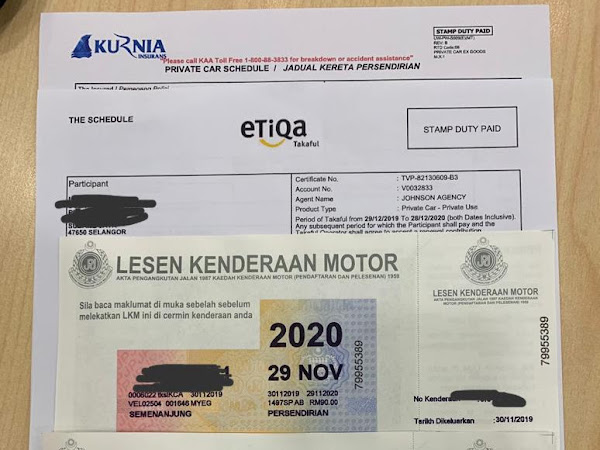 KURNIA
INSURANS
STAMP DUTY PAID
REV. B
PRIVATE CAR EX GOODS
M.K.1
"Please call KAA Toll Free 1-800-88-3833 for breakdown or accident assistance"
PRIVATE CAR SCHEDULE / JADUAL KERETA PERSENDIRIAN
THE SCHEDULE
eTiQa
Takaful
STAMP DUTY PAID
Participant
47650 SELANGOR
Certificate No. : TVP-82130609-B3
Account No. : V0032833
Agent Name : JOHNSON AGENCY
Product Type : Private Car - Private Use
Period of Takaful from 29/12/2019 to 28/12/2020 (both Dates Inclusive).
Any subsequent period for which the Participant shall pay and the
Takaful Operator shall agree to accept a renewal contribution
LESEN KENDERAAN MOTOR
AKTA PENGANGKUTAN JALAN 1987 KAEDAH KENDERAAN MOTOR (PENDAFTARAN DAN PELESENAN) 1959
Sila baca maklumat di muka sebelah sebelum
melekatkan LKM ini di cermin kenderaan anda
2020
29 NOV
30112019
VEL02504 001646 MYEG
SEMENANJUNG
30112019 29112020
1497SP AB RM90.00
PERSENDIRIAN
79955389
LESEN KENDERAAN MOTOR
AKTA PENGANGKUTAN JALAN 1987
KAEDAH KENDERAAN MOTOR
(PENDAFTARAN DAN PELESENAN) 1959
79955389
No Kenderaan
Tarikh Dikeluarkan :30/11/2019